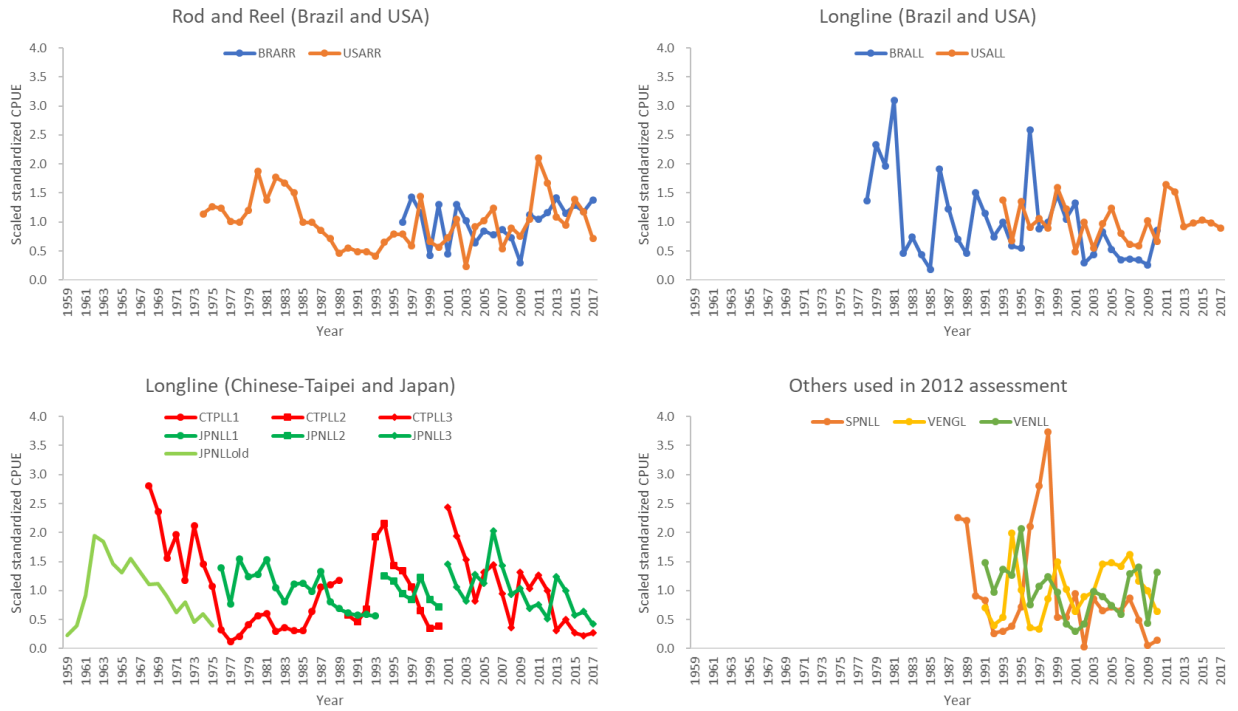 Rod and Reel (Brazil and USA)
BRARR USARR
Scaled standardized CPUE
4.0
3.5
3.0
2.5
2.0
1.5
1.0
0.5
0.0
1959 1961 1963 1965 1967 1969 1971 1973 1975 1977 1979 1981 1983 1985 1987 1989 1991 1993 1995 1997 1999 2001 2003 2005 2007 2009 2011 2013 2015 2017
Year
Longline (Brazil and USA)
BRALL USALL
Scaled standardized CPUE
4.0
3.5
3.0
2.5
2.0
1.5
1.0
0.5
0.0
1959 1961 1963 1965 1967 1969 1971 1973 1975 1977 1979 1981 1983 1985 1987 1989 1991 1993 1995 1997 1999 2001 2003 2005 2007 2009 2011 2013 2015 2017
Year
Longline (Chinese-Taipei and Japan)
CTPLL1 CTPLL2 CTPLL3
JPNLL1 JPNLL2 JPNLL3
JPNLLold
Scaled standardized CPUE
4.0
3.5
3.0
2.5
2.0
1.5
1.0
0.5
0.0
1959 1961 1963 1965 1967 1969 1971 1973 1975 1977 1979 1981 1983 1985 1987 1989 1991 1993 1995 1997 1999 2001 2003 2005 2007 2009 2011 2013 2015 2017
Year
Others used in 2012 assessment
SPNLL VENGL VENLL
Scaled standardized CPUE
4.0
3.5
3.0
2.5
2.0
1.5
1.0
0.5
0.0
1959 1961 1963 1965 1967 1969 1971 1973 1975 1977 1979 1981 1983 1985 1987 1989 1991 1993 1995 1997 1999 2001 2003 2005 2007 2009 2011 2013 2015 2017
Year